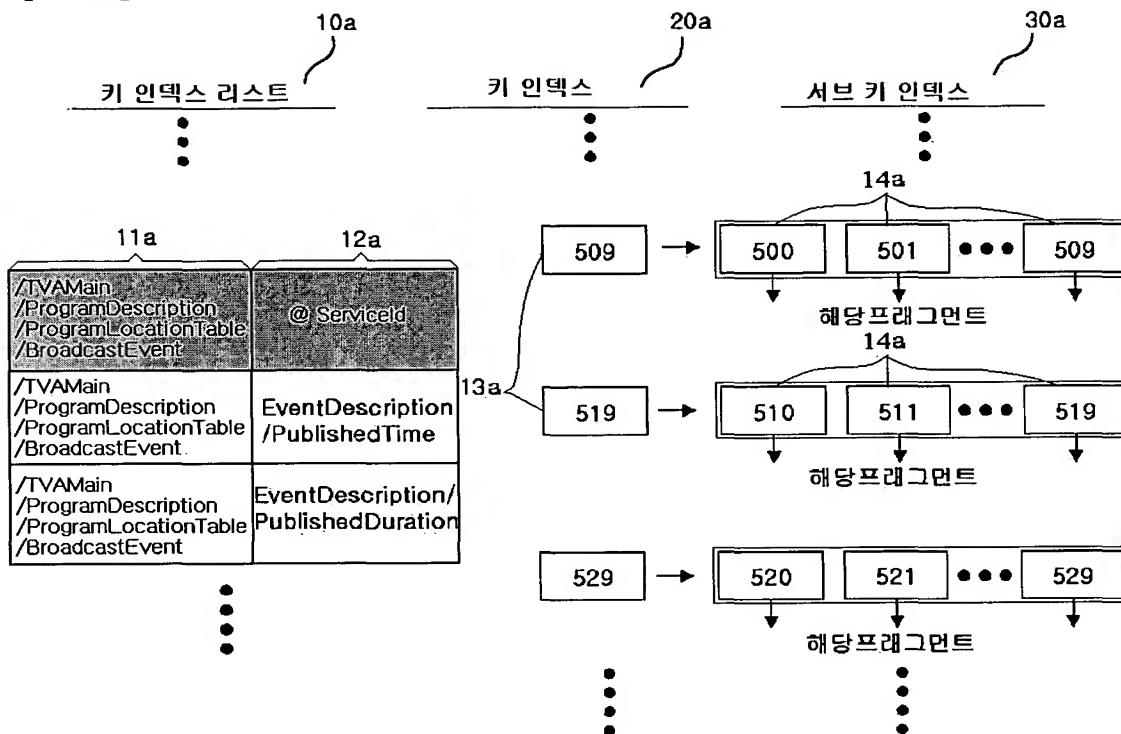 10a
20a
30a
키 인덱스 리스트
키 인덱스
서브 키 인덱스
14a
11a
12a
509
500
501
509
/TVAMain
/ProgramDescription
/ProgramLocationTable
/BroadcastEvent
@ ServiceId
해당프래그먼트
14a
13a
/TVAMain
/ProgramDescription
/ProgramLocationTable
/BroadcastEvent
EventDescription
/PublishedTime
519
510
511
519
해당프래그먼트
/TVAMain
/ProgramDescription
/ProgramLocationTable
/BroadcastEvent
EventDescription/
PublishedDuration
529
520
521
529
해당프래그먼트